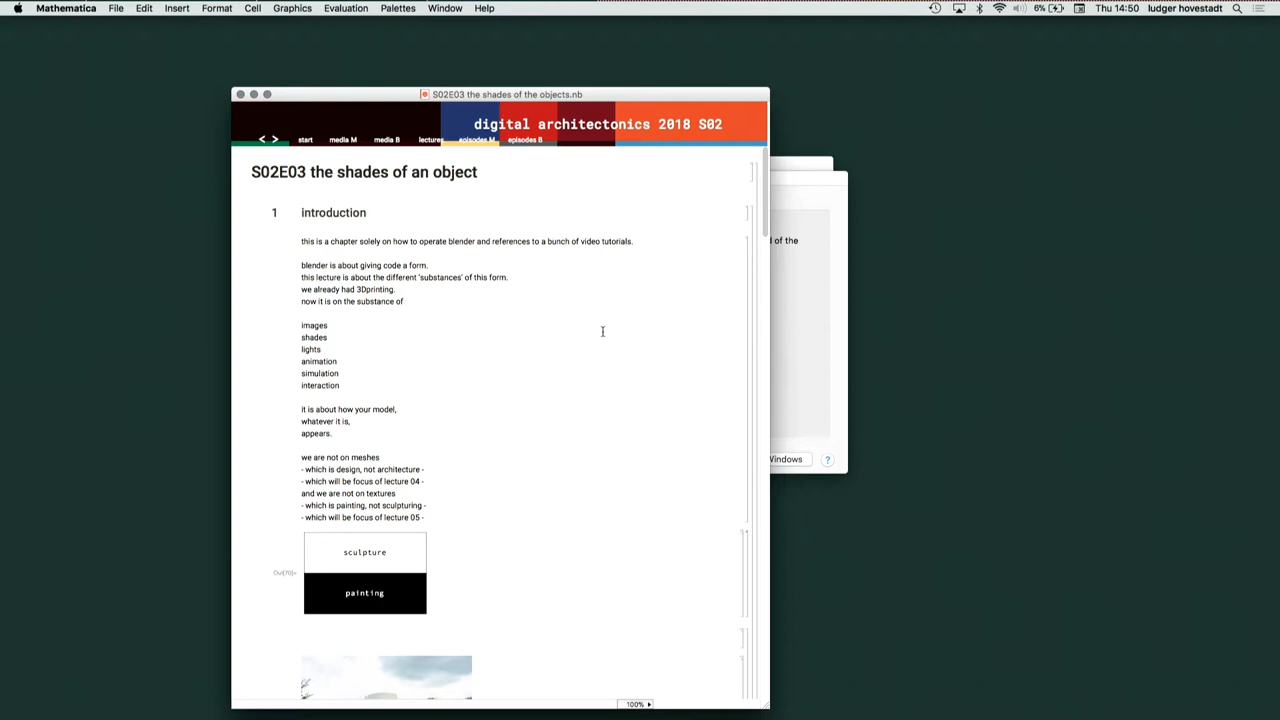 Mathematica File Edit Insert Format Cell Graphics Evaluation Palettes Window Help 6% Thu 14:50 ludger hovestadt
S02E03 the shades of the objects.nb
digital architectonics 2018 S02
< > start media M media B lectures episodes M episodes B
S02E03 the shades of an object
1 introduction
this is a chapter solely on how to operate blender and references to a bunch of video tutorials.
d of the
blender is about giving code a form.
this lecture is about the different 'substances' of this form.
we already had 3Dprinting.
now it is on the substance of
images
shades
lights
animation
simulation
interaction
it is about how your model,
whatever it is,
appears.
we are not on meshes
- which is design, not architecture -
- which will be focus of lecture 04 -
and we are not on textures
- which is painting, not sculpturing -
- which will be focus of lecture 05 -
Windows ?
sculpture
Out[70]=
painting
100%